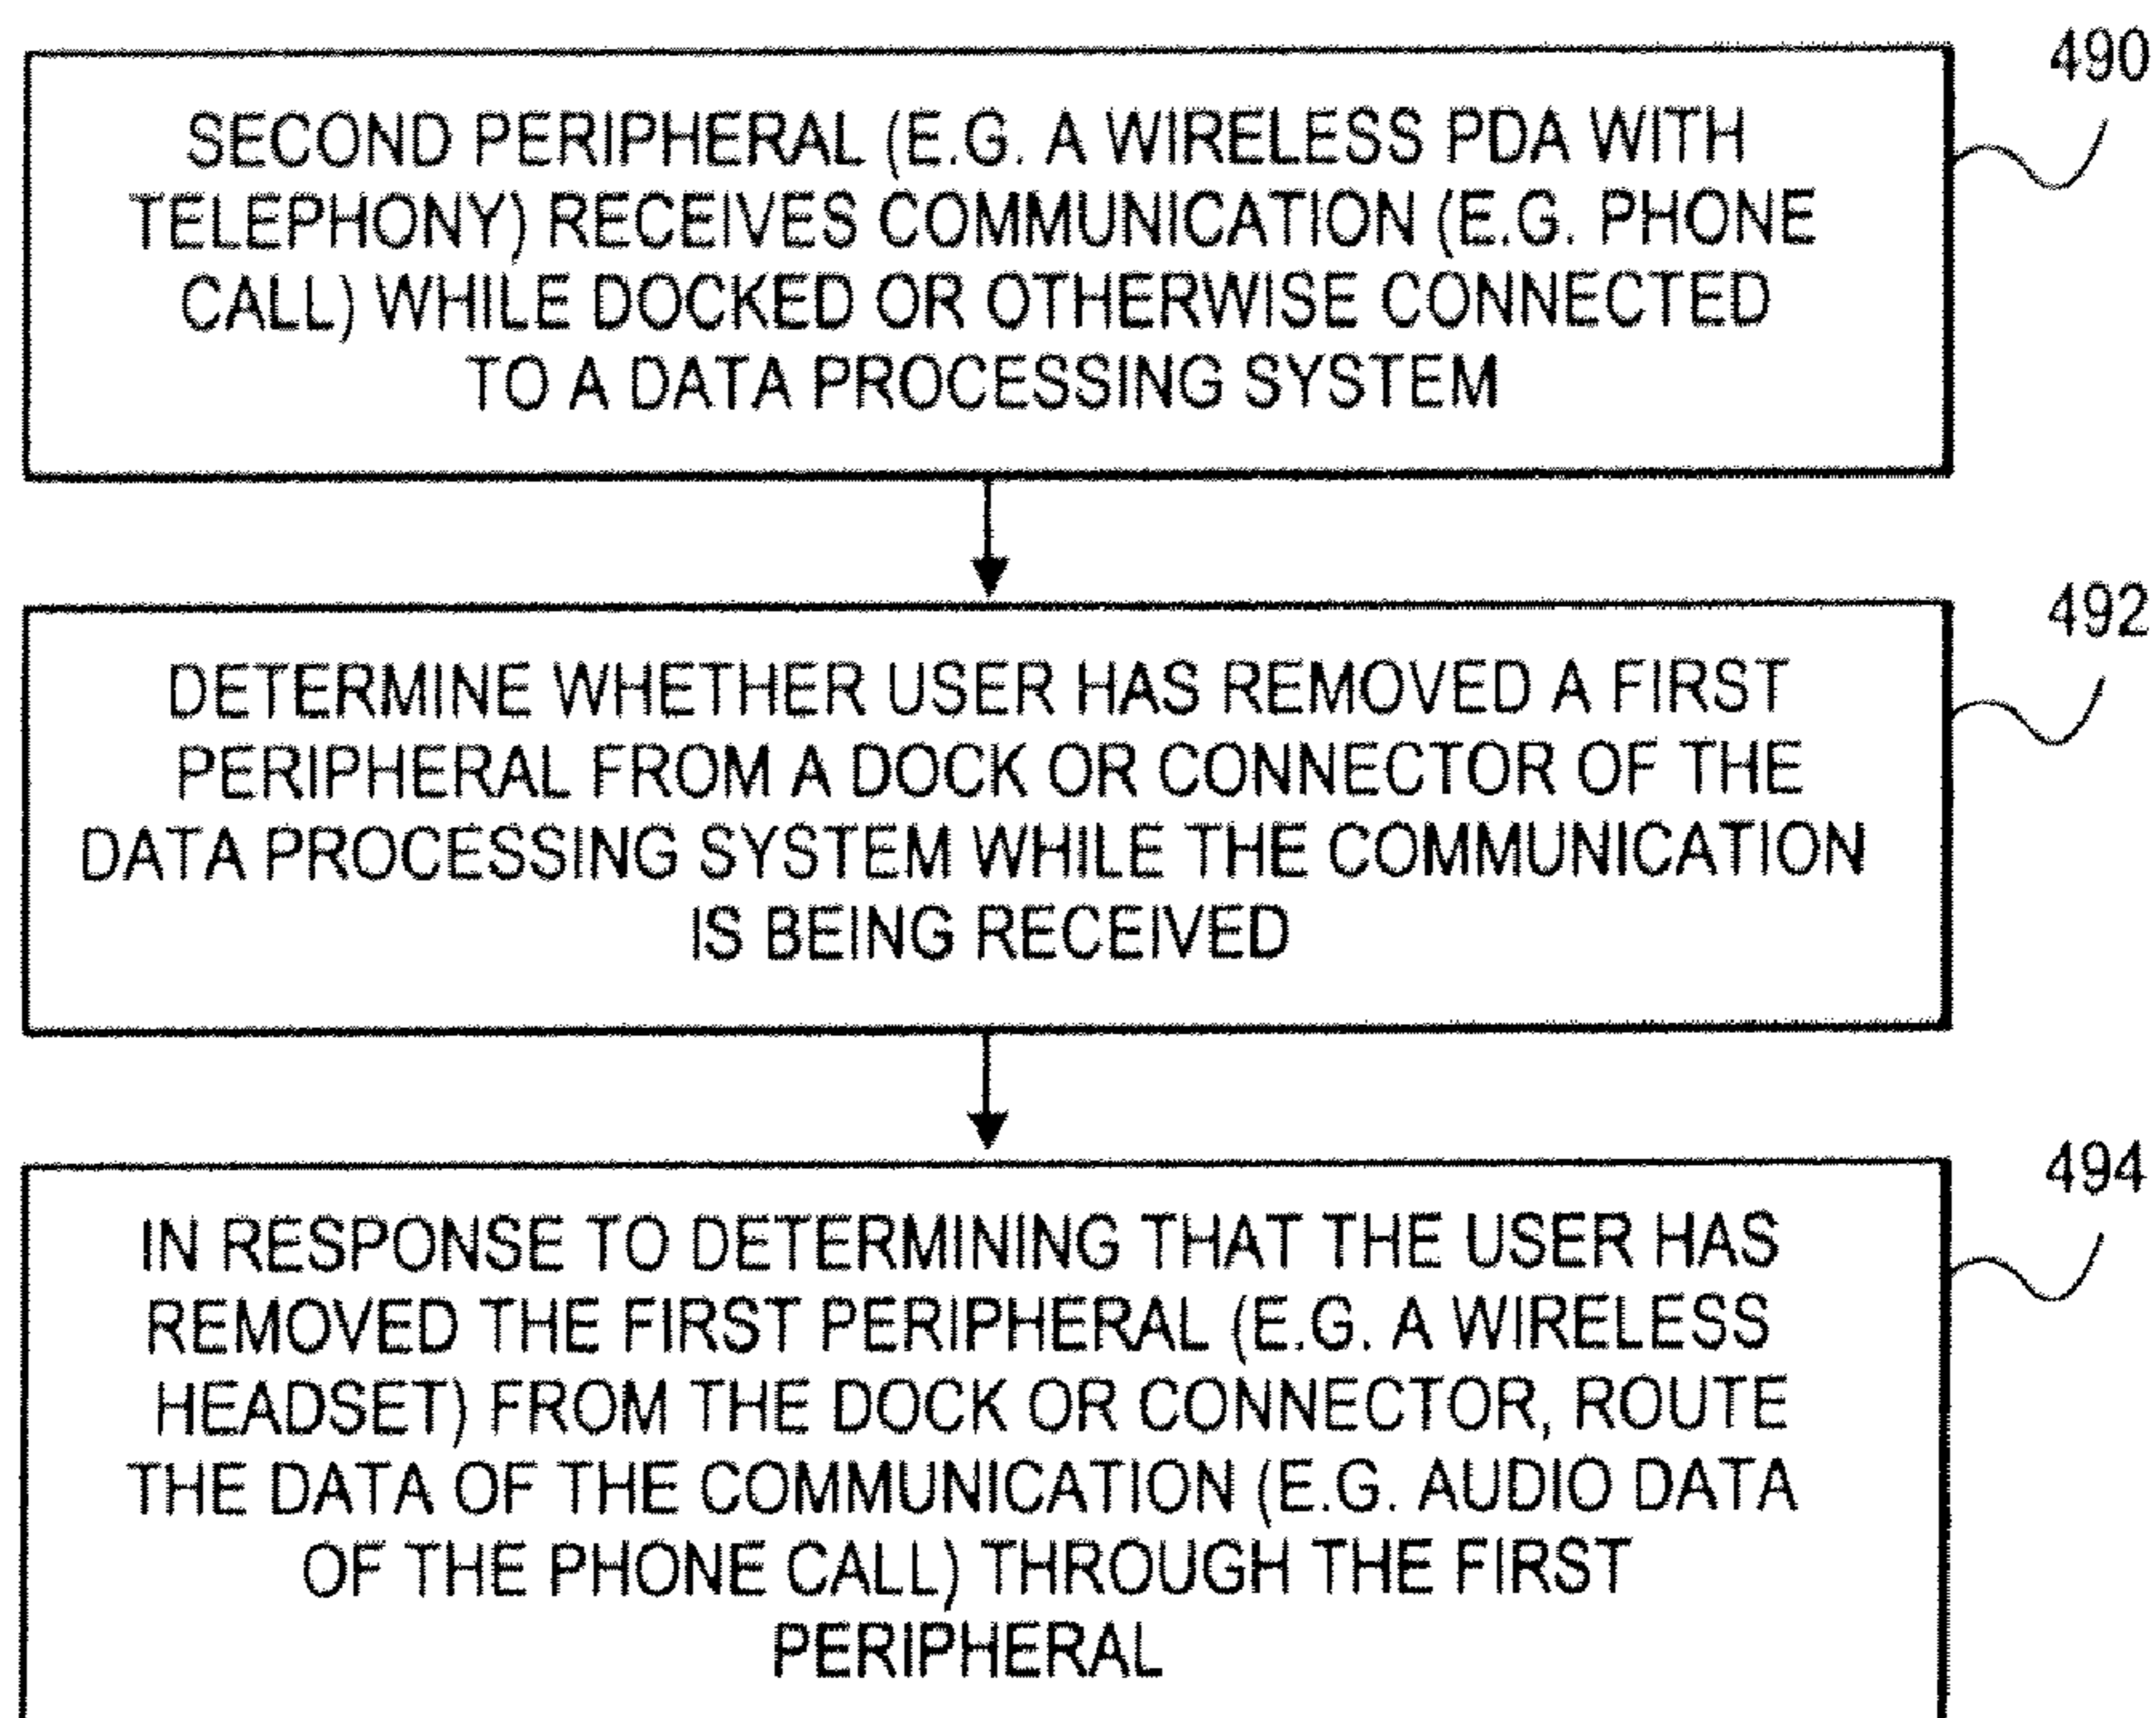 490
SECOND PERIPHERAL (E.G. A WIRELESS PDA WITH
TELEPHONY) RECEIVES COMMUNICATION (E.G. PHONE
CALL) WHILE DOCKED OR OTHERWISE CONNECTED
TO A DATA PROCESSING SYSTEM
492
DETERMINE WHETHER USER HAS REMOVED A FIRST
PERIPHERAL FROM A DOCK OR CONNECTOR OF THE
DATA PROCESSING SYSTEM WHILE THE COMMUNICATION
IS BEING RECEIVED
494
IN RESPONSE TO DETERMINING THAT THE USER HAS
REMOVED THE FIRST PERIPHERAL (E.G. A WIRELESS
HEADSET) FROM THE DOCK OR CONNECTOR, ROUTE
THE DATA OF THE COMMUNICATION (E.G. AUDIO DATA
OF THE PHONE CALL) THROUGH THE FIRST
PERIPHERAL